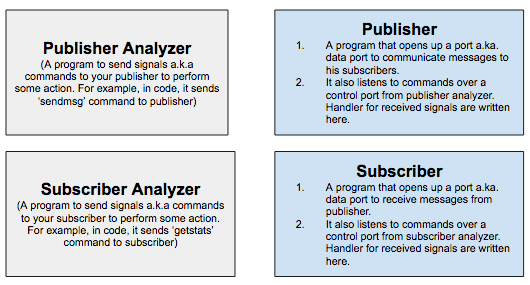 Publisher Analyzer
(A program to send signals a.k.a
commands to your publisher to perform
some action. For example, in code, it sends
‘sendmsg’ command to publisher)
Publisher
1. A program that opens up a port a.ka.
data port to communicate messages to
his subscribers.
2. It also listens to commands over a
control port from publisher analyzer.
Handler for received signals are written
here.
Subscriber Analyzer
(A program to send signals a.k.a commands
to your subscriber to perform some action.
For example, in code, it sends ‘getstats’
command to subscriber)
Subscriber
1. A program that opens up a port a.ka.
data port to receive messages from
publisher.
2. It also listens to commands over a
control port from subscriber analyzer.
Handler for received signals are written
here.